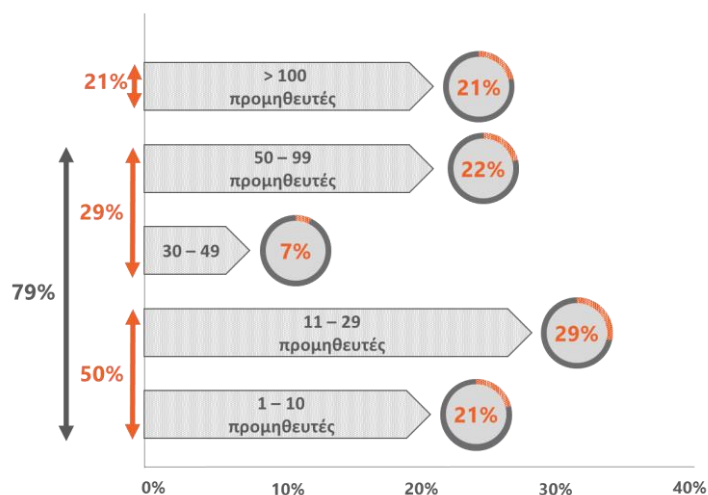 21%
> 100
προμηθευτές
21%
50 – 99
προμηθευτές
22%
29%
30 – 49
7%
79%
11 – 29
προμηθευτές
29%
50%
1 – 10
προμηθευτές
21%
0% 10% 20% 30% 40%